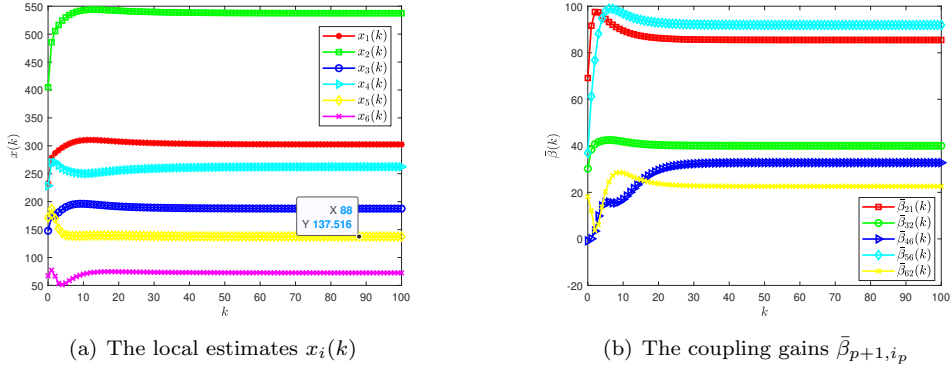 550
500
450
400
350
300
250
200
150
100
50
0 10 20 30 40 50 60 70 80 90 100
x(k)
k
x₁(k)
x₂(k)
x₃(k)
x₄(k)
x₅(k)
x₆(k)
X 88
Y 137.516
(a) The local estimates xᵢ(k)
100
80
60
40
20
0
-20
0 10 20 30 40 50 60 70 80 90 100
β̄(k)
k
β̄₂₁(k)
β̄₃₂(k)
β̄₄₆(k)
β̄₅₆(k)
β̄₆₂(k)
(b) The coupling gains β̄_{p+1,i_p}